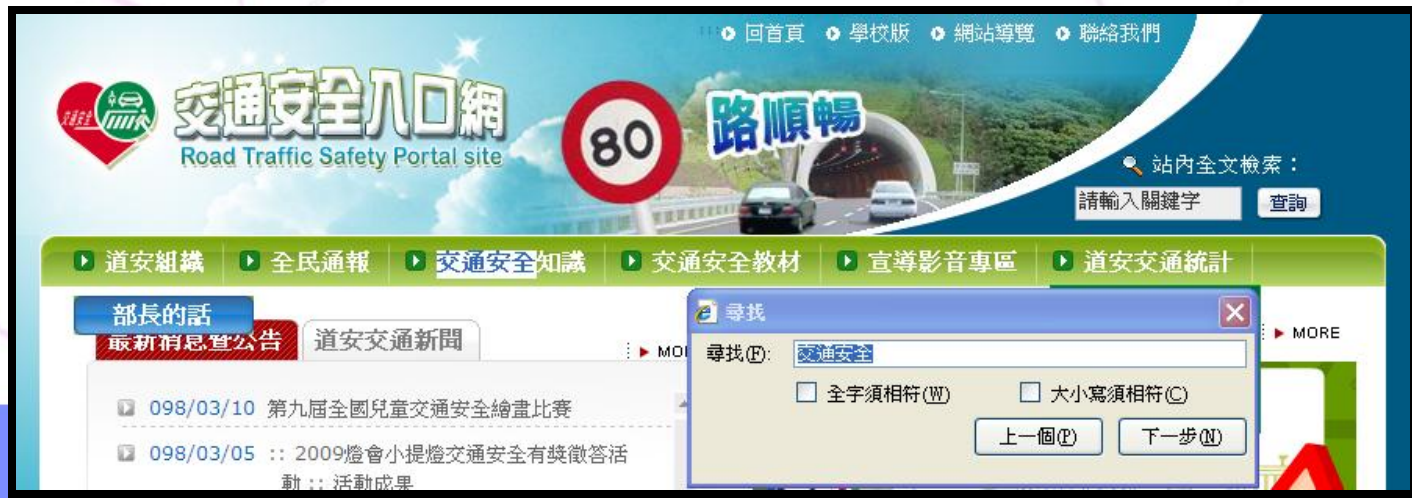 回首頁 學校版 網站導覽 聯絡我們
交通安全
交通安全入口網
Road Traffic Safety Portal site
80
路順暢
站內全文檢索：
請輸入關鍵字 查詢
道安組織 全民通報 交通安全知識 交通安全教材 宣導影音專區 道安交通統計
部長的話
最新消息暨公告 道安交通新聞
MORE
尋找
尋找(F): 交通安全
全字須相符(W) 大小寫須相符(C)
上一個(P) 下一步(N)
098/03/10 第九屆全國兒童交通安全繪畫比賽
098/03/05 :: 2009燈會小提燈交通安全有獎徵答活
動 :: 活動成果